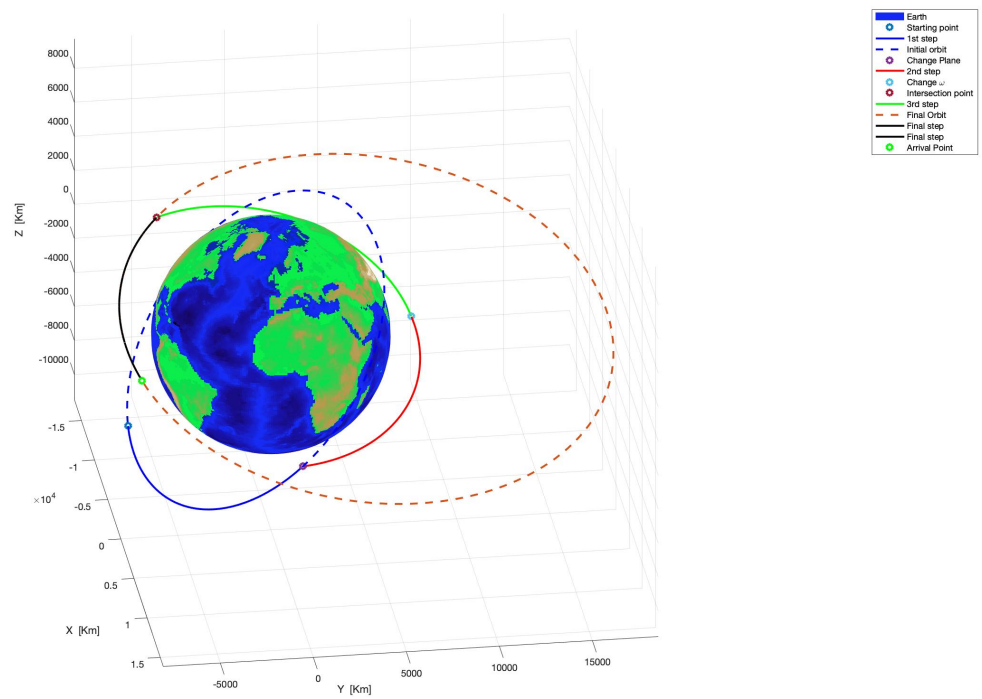 Earth
Starting point
1st step
Initial orbit
Change Plane
2nd step
Change ω
Intersection point
3rd step
Final Orbit
Final step
Final step
Arrival Point
8000
6000
4000
2000
0
-2000
-4000
-6000
-8000
-10000
Z [Km]
-1.5
-1
×10⁴
-0.5
0
0.5
1
1.5
X [Km]
-5000
0
5000
10000
15000
Y [Km]